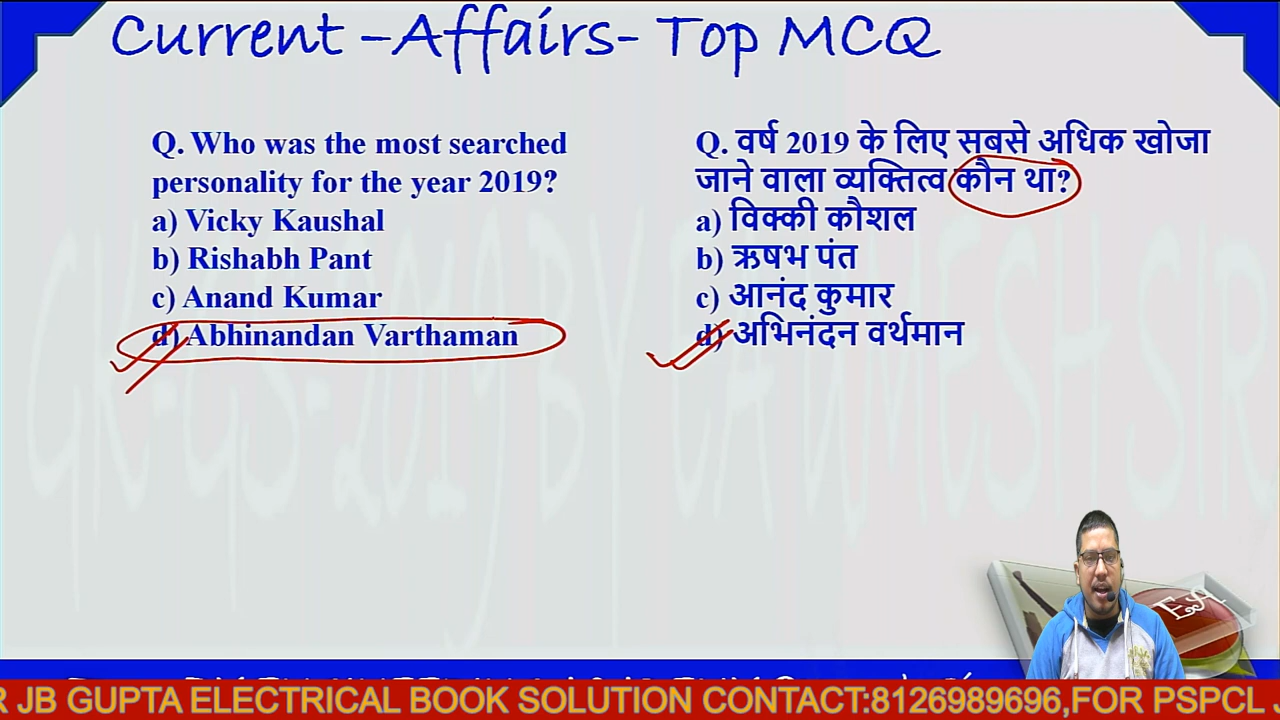 Current -Affairs- Top MCQ
Q. Who was the most searched
personality for the year 2019?
a) Vicky Kaushal
b) Rishabh Pant
c) Anand Kumar
d) Abhinandan Varthaman
Q. वर्ष 2019 के लिए सबसे अधिक खोजा
जाने वाला व्यक्तित्व कौन था?
a) विक्की कौशल
b) ऋषभ पंत
c) आनंद कुमार
d) अभिनंदन वर्थमान
EA
R JB GUPTA ELECTRICAL BOOK SOLUTION CONTACT:8126989696,FOR PSPCL J